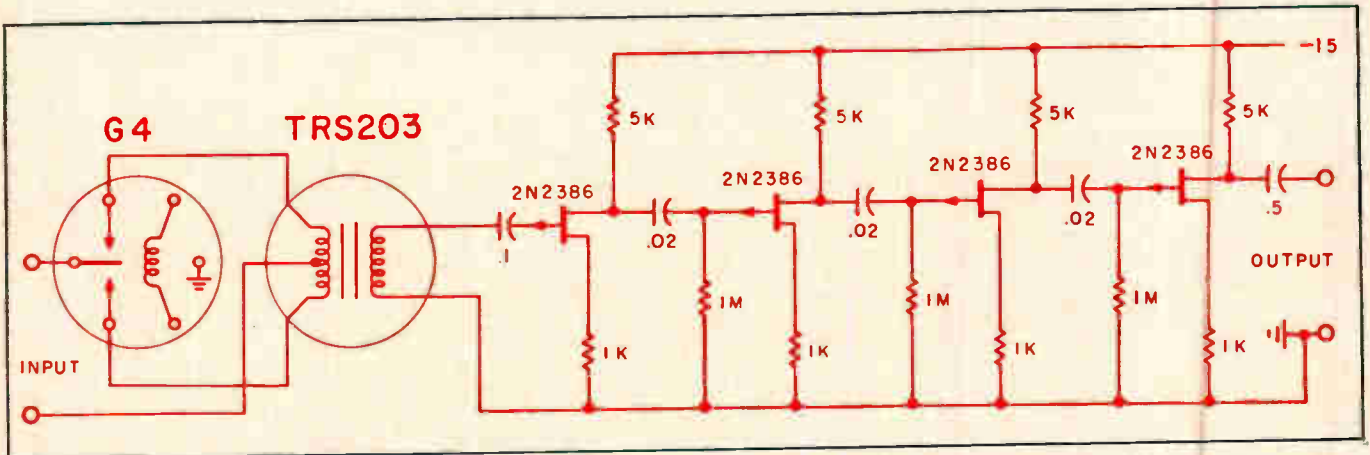 G4
TRS203
-15
5K
5K
5K
5K
2N2386
2N2386
2N2386
2N2386
.1
.02
.02
.02
.5
1M
1M
1M
OUTPUT
1K
1K
1K
1K
INPUT